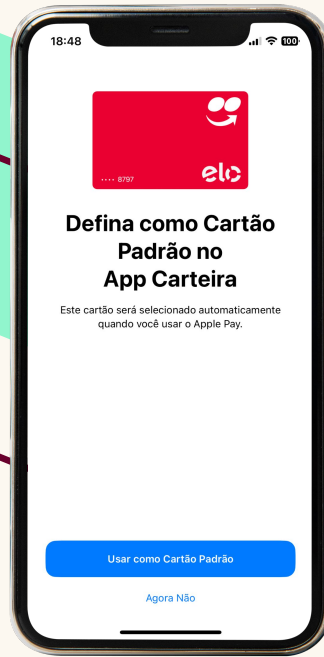 18:48
100
.... 8797
elo
Defina como Cartão
Padrão no
App Carteira
Este cartão será selecionado automaticamente
quando você usar o Apple Pay.
Usar como Cartão Padrão
Agora Não